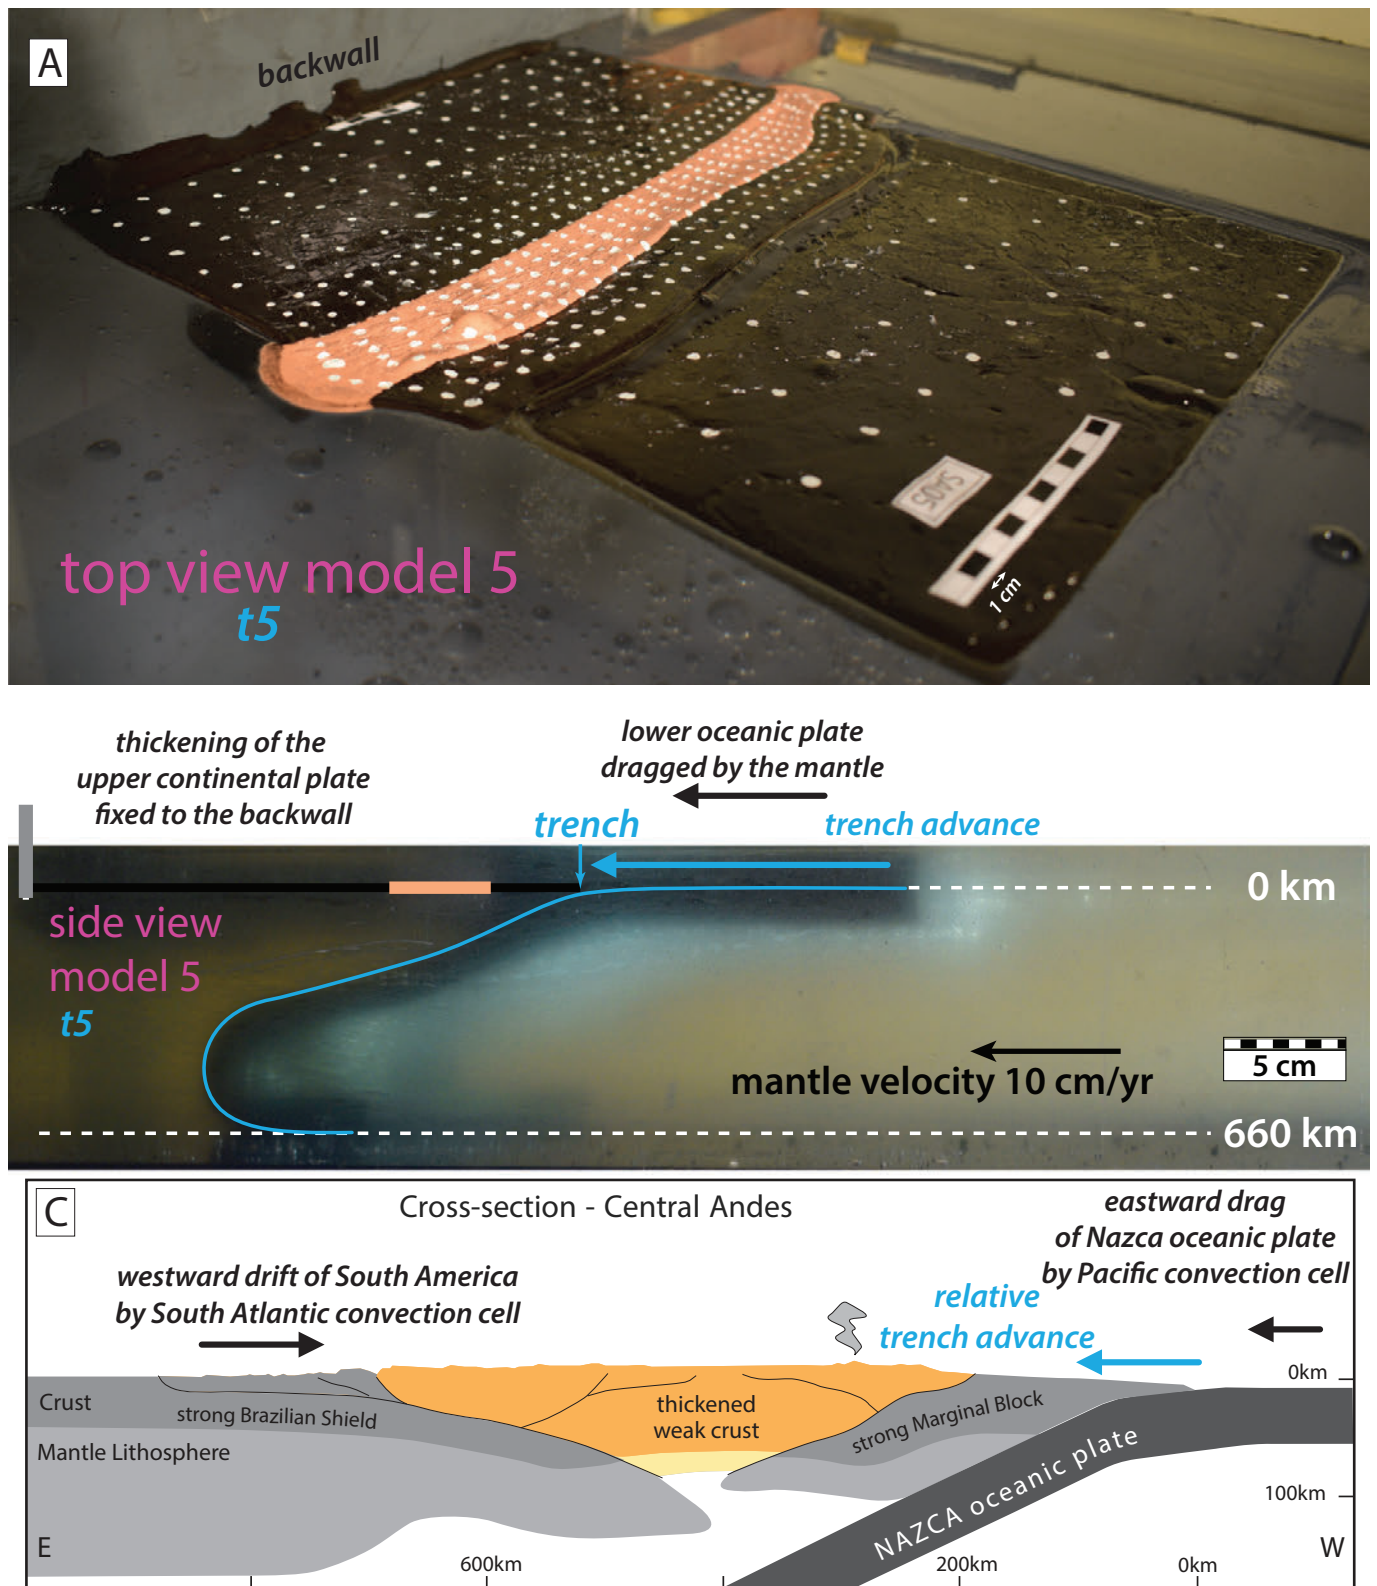 A
backwall
SA05
1 cm
top view model 5
t5
thickening of the
upper continental plate
fixed to the backwall
lower oceanic plate
dragged by the mantle
trench
trench advance
0 km
side view
model 5
t5
mantle velocity 10 cm/yr
5 cm
660 km
C
Cross-section - Central Andes
eastward drag
of Nazca oceanic plate
by Pacific convection cell
westward drift of South America
by South Atlantic convection cell
relative
trench advance
0km
Crust
strong Brazilian Shield
thickened
weak crust
strong Marginal Block
Mantle Lithosphere
NAZCA oceanic plate
100km
E
W
600km
200km
0km